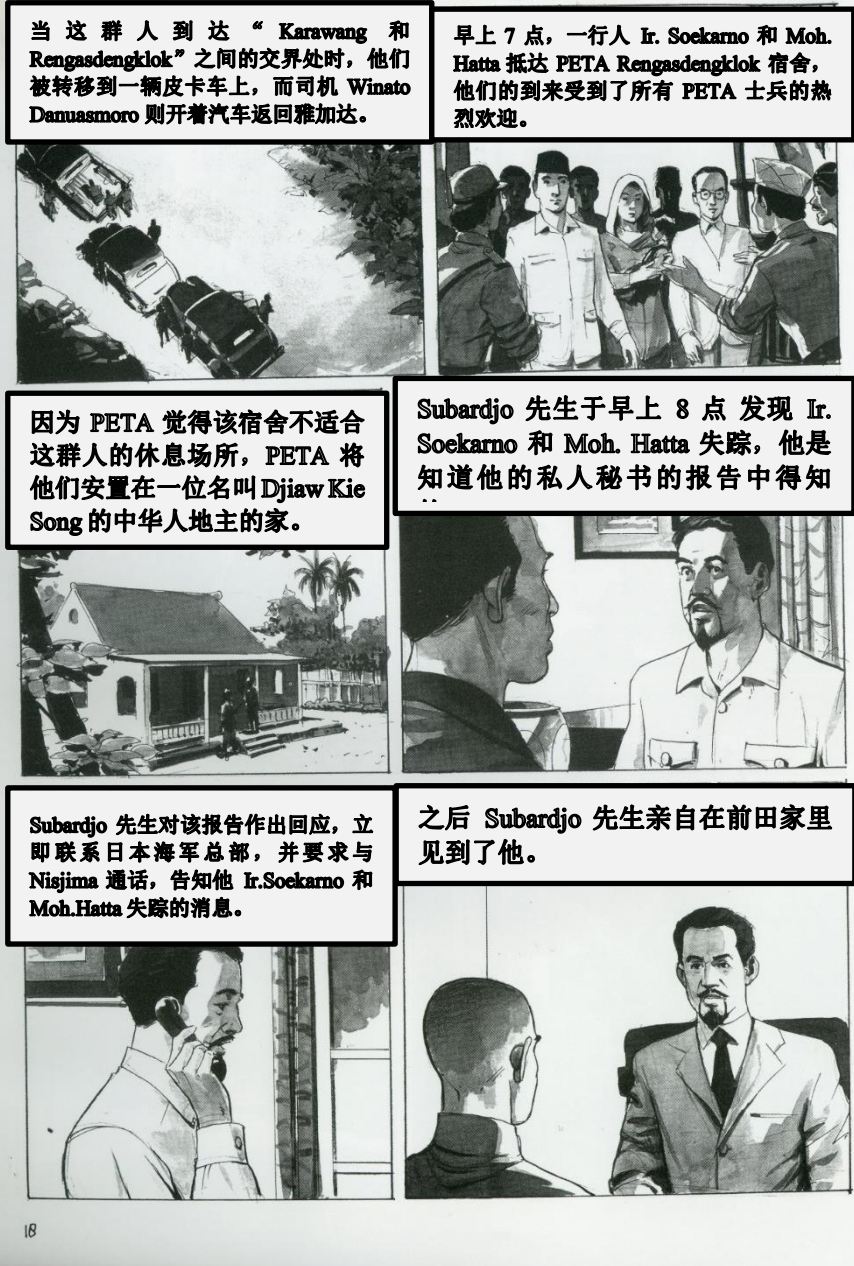 当这群人到达“ Karawang 和
Rengasdengklok”之间的交界处时，他们
被转移到一辆皮卡车上，而司机 Winato
Danuasmoro 则开着汽车返回雅加达。
早上 7 点，一行人 Ir. Soekarno 和 Moh.
Hatta 抵达 PETA Rengasdengklok 宿舍，
他们的到来受到了所有 PETA 士兵的热
烈欢迎。
因为 PETA 觉得该宿舍不适合
这群人的休息场所，PETA 将
他们安置在一位名叫 Djiaw Kie
Song 的中华人地主的家。
Subardjo 先生于早上 8 点 发现 Ir.
Soekarno 和 Moh. Hatta 失踪，他是
知道他的私人秘书的报告中得知
Subardjo 先生对该报告作出回应，立
即联系日本海军总部，并要求与
Nisjima 通话，告知他 Ir.Soekarno 和
Moh.Hatta 失踪的消息。
之后 Subardjo 先生亲自在前田家里
见到了他。
18